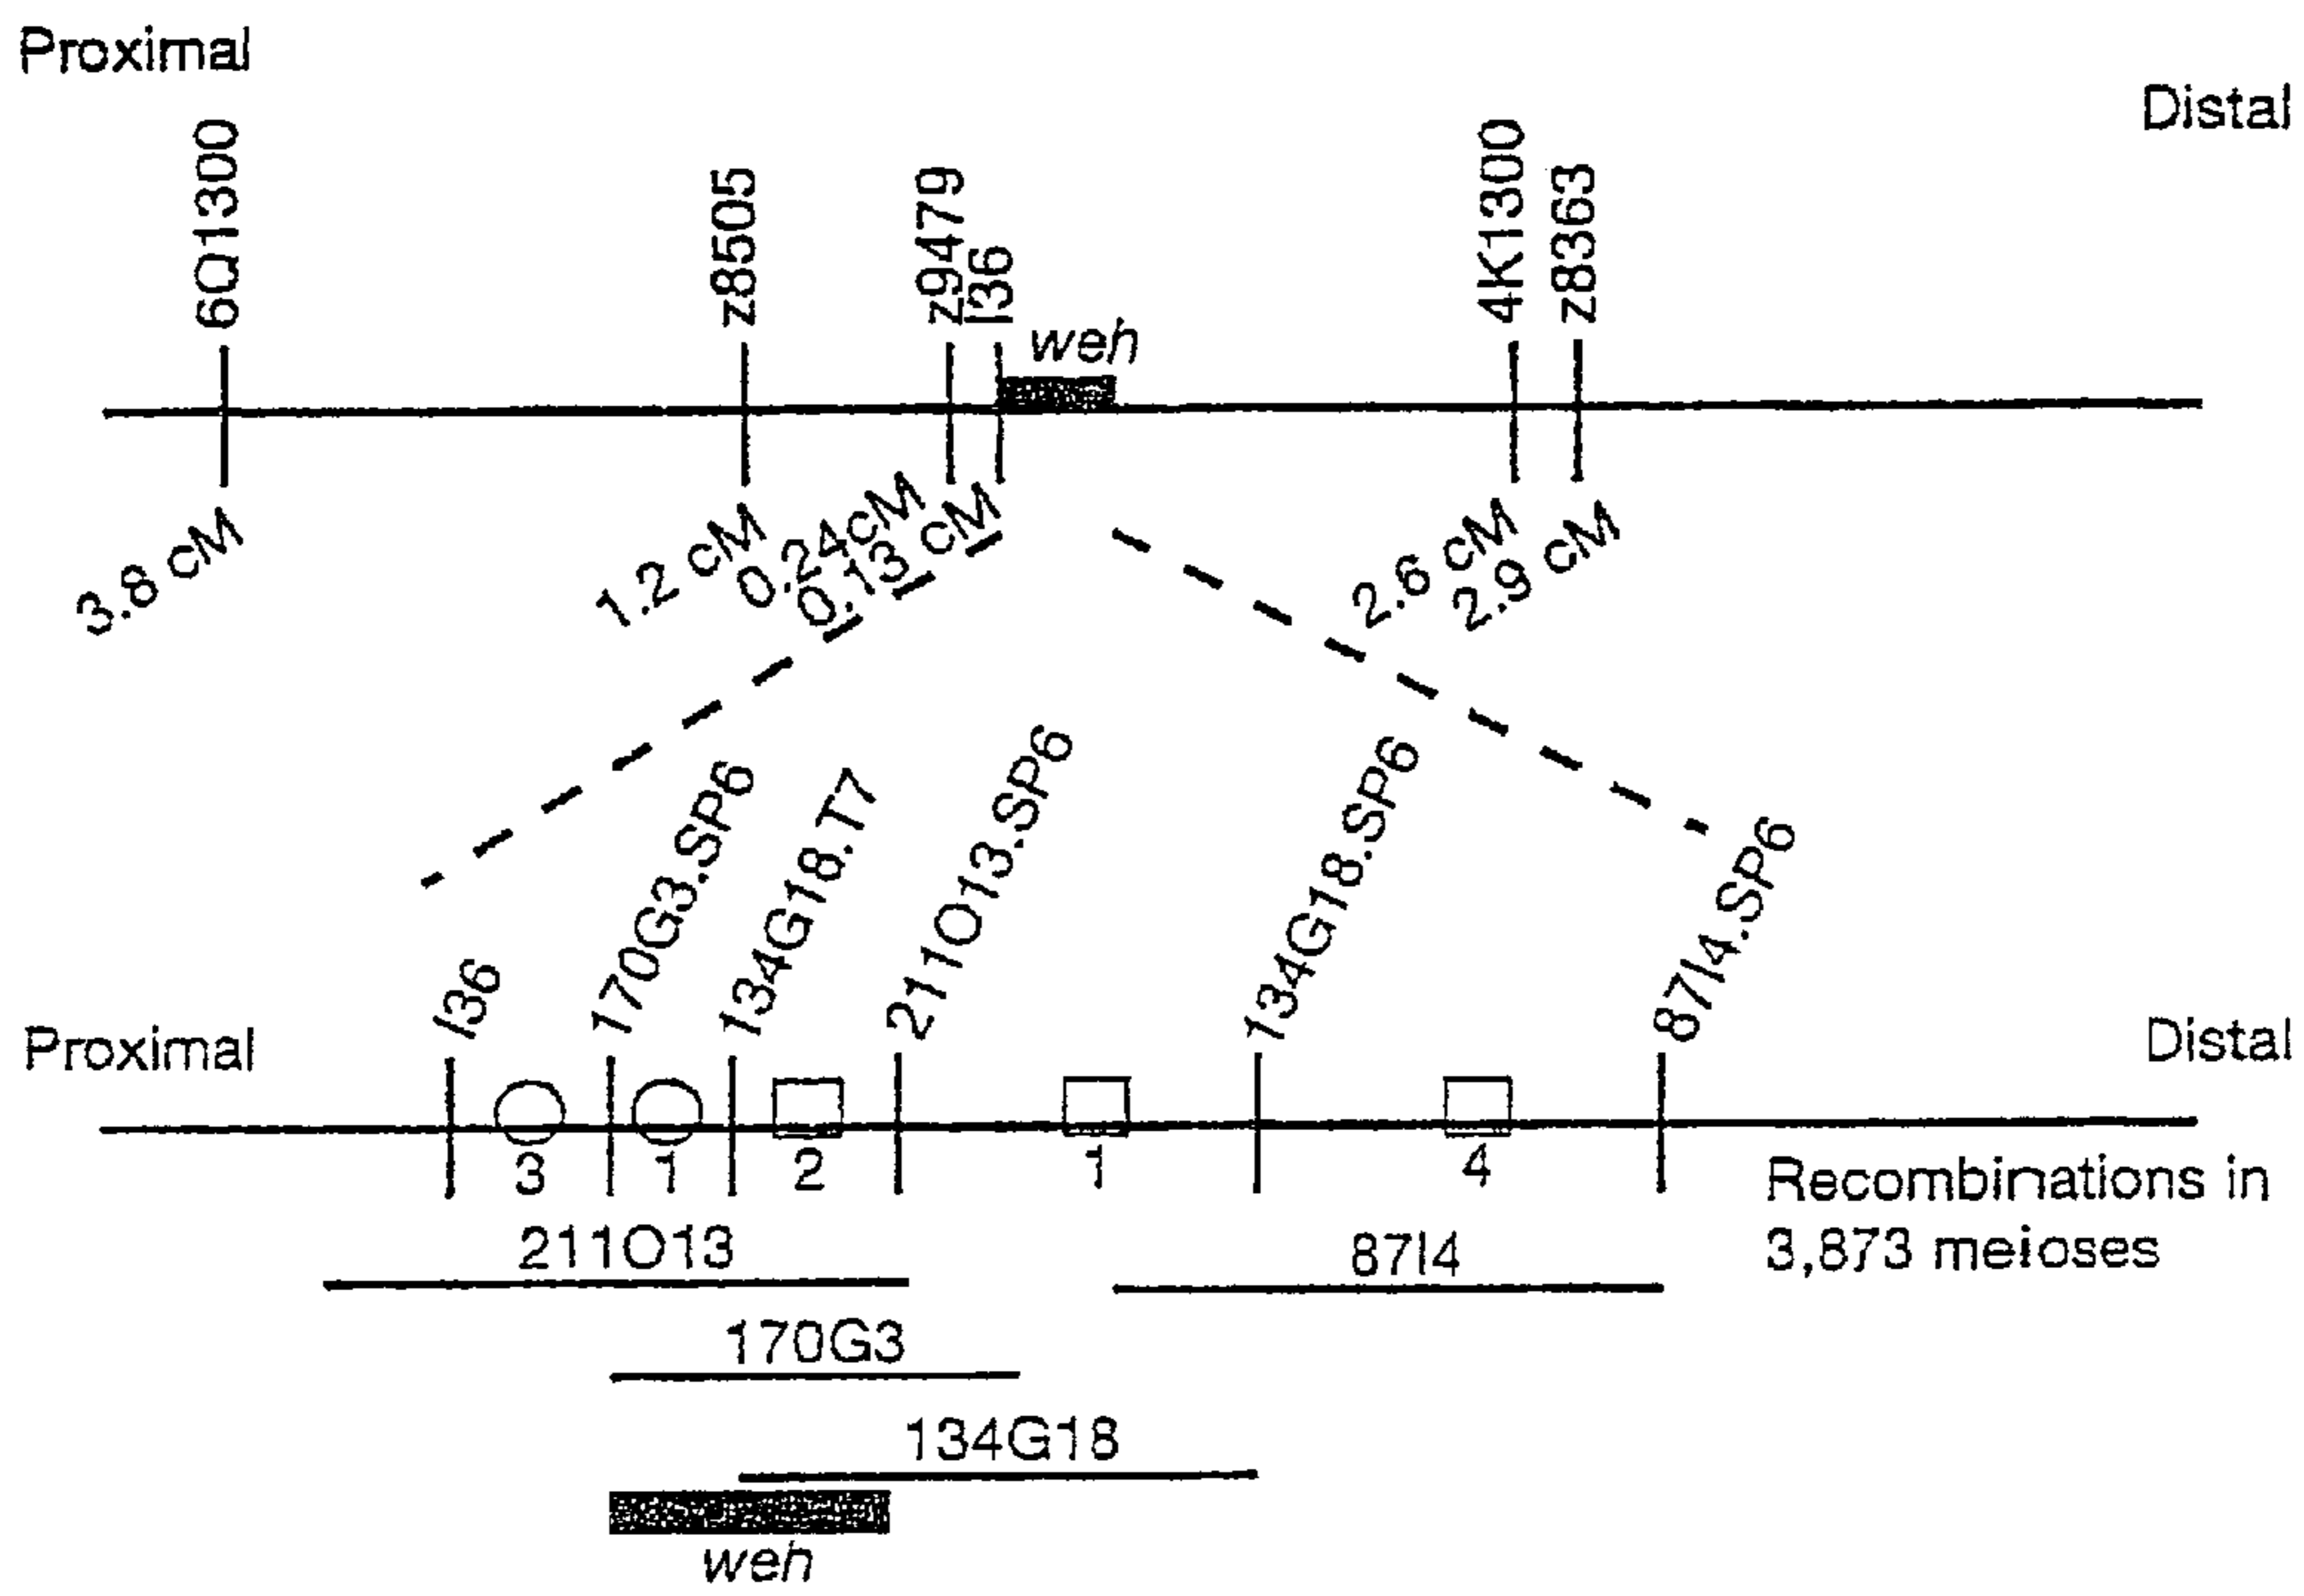 Proximal
Distal
6Q1300
z8505
z9479
I36
weh
4K1300
z8363
3.8 cM
1.2 cM
0.24cM
0.13 cM
2.6 cM
2.9 cM
I36
170G3.SP6
134G18.T7
211O13.SP6
134G18.SP6
87I4.SP6
Proximal
Distal
3
1
2
1
4
Recombinations in
3,873 meioses
211O13
87I4
170G3
134G18
weh